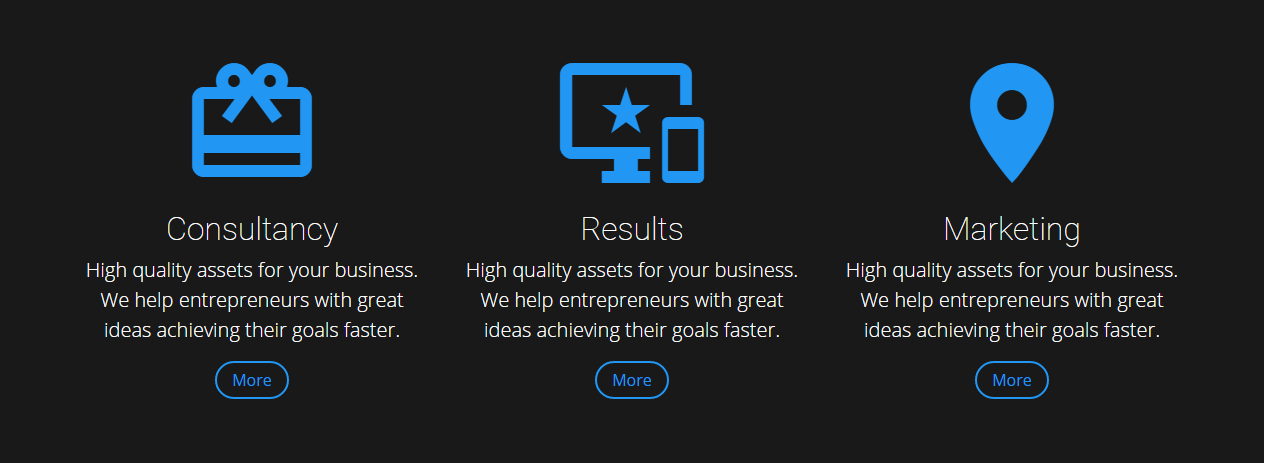 Consultancy
High quality assets for your business.
We help entrepreneurs with great
ideas achieving their goals faster.
More
Results
High quality assets for your business.
We help entrepreneurs with great
ideas achieving their goals faster.
More
Marketing
High quality assets for your business.
We help entrepreneurs with great
ideas achieving their goals faster.
More